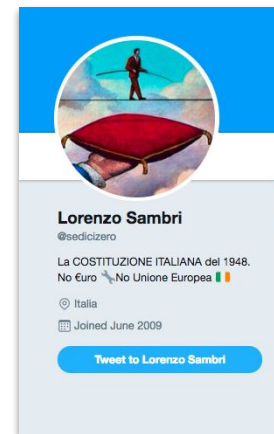 Lorenzo Sambri
@sedicizero
La COSTITUZIONE ITALIANA del 1948.
No €uro 🔧No Unione Europea 🇮🇪
Italia
Joined June 2009
Tweet to Lorenzo Sambri